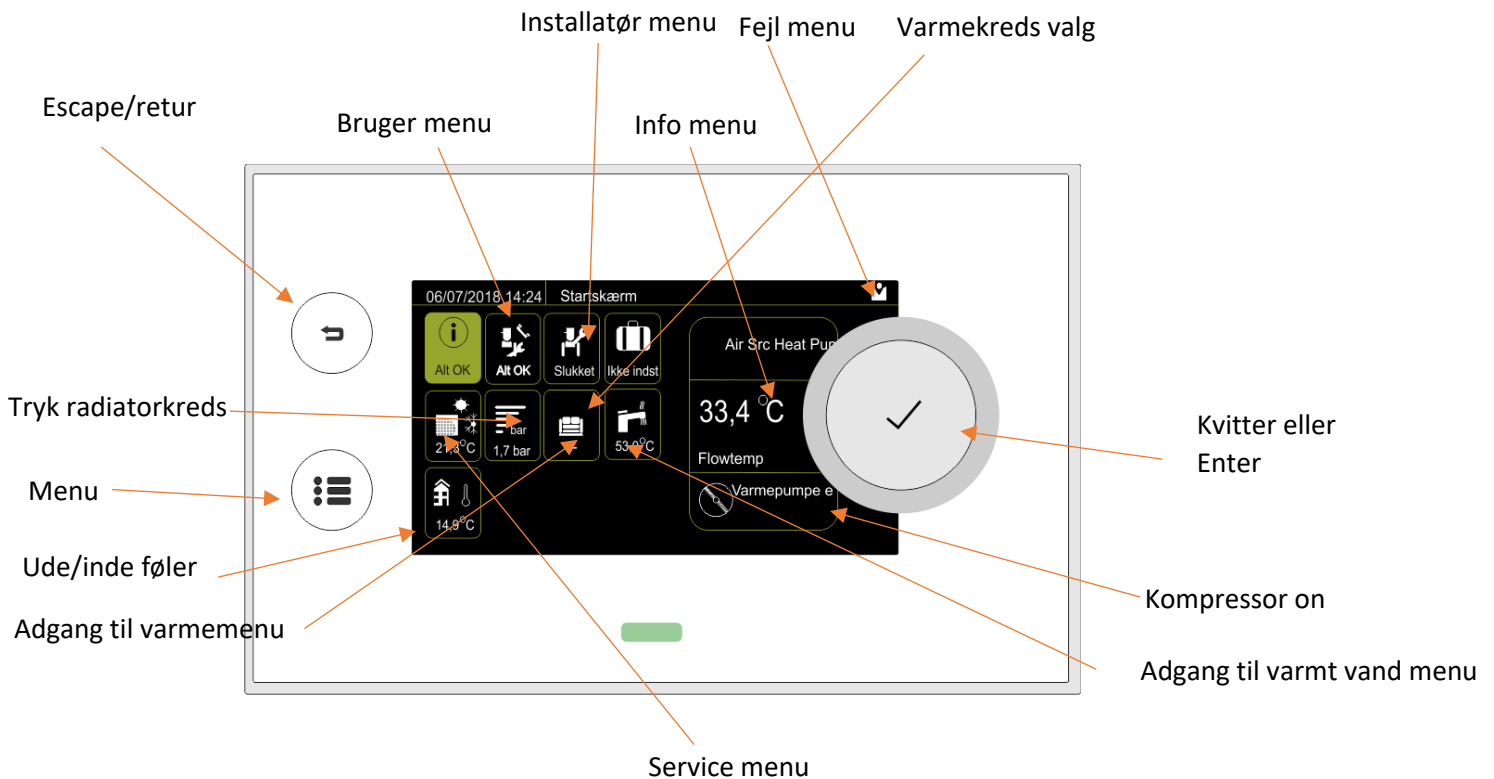 Installatør menu
Fejl menu
Varmekreds valg
Escape/retur
Bruger menu
Info menu
06/07/2018 14:24
Startskærm
i
Alt OK
Alt OK
Slukket
Ikke indst
Air Src Heat Pum
33,4 °C
Flowtemp
Varmepumpe e
21,3°C
bar
1,7 bar
--
53,0°C
14,9°C
Tryk radiatorkreds
Menu
Ude/inde føler
Adgang til varmemenu
Kvitter eller
Enter
Kompressor on
Adgang til varmt vand menu
Service menu